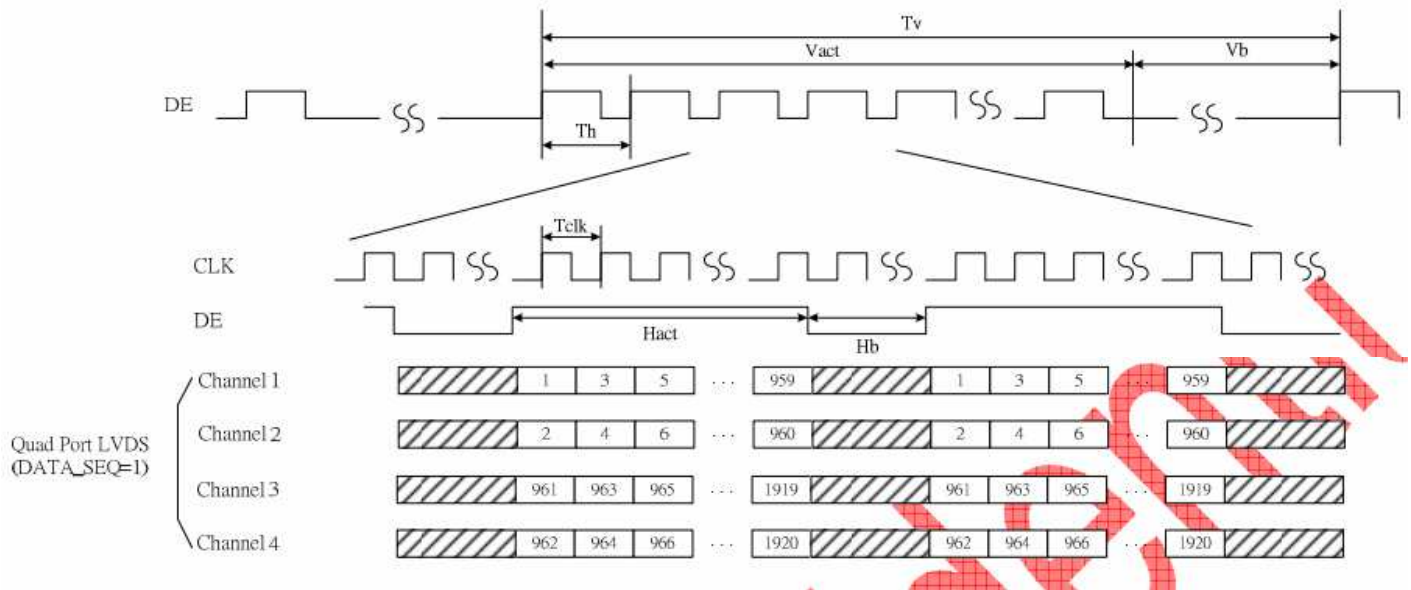 Tv
Vact Vb
DE
Th
Tclk
CLK
DE
Hact
Hb
Channel 1 1 3 5 ... 959 1 3 5 ... 959
Channel 2 2 4 6 ... 960 2 4 6 ... 960
Quad Port LVDS
(DATA_SEQ=1)
Channel 3 961 963 965 ... 1919 961 963 965 ... 1919
Channel 4 962 964 966 ... 1920 962 964 966 ... 1920